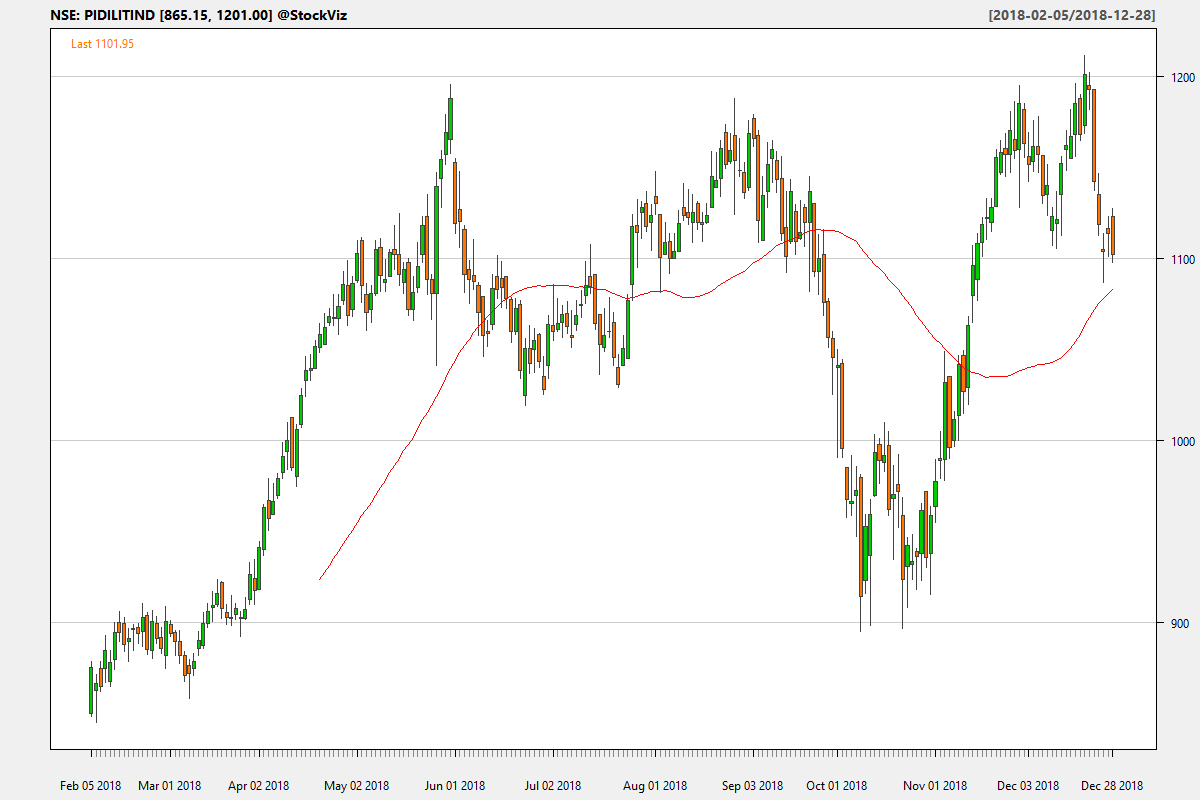 NSE: PIDILITIND [865.15, 1201.00] @StockViz [2018-02-05/2018-12-28]
Last 1101.95
1200
1100
1000
900
Feb 05 2018 Mar 01 2018 Apr 02 2018 May 02 2018 Jun 01 2018 Jul 02 2018 Aug 01 2018 Sep 03 2018 Oct 01 2018 Nov 01 2018 Dec 03 2018 Dec 28 2018